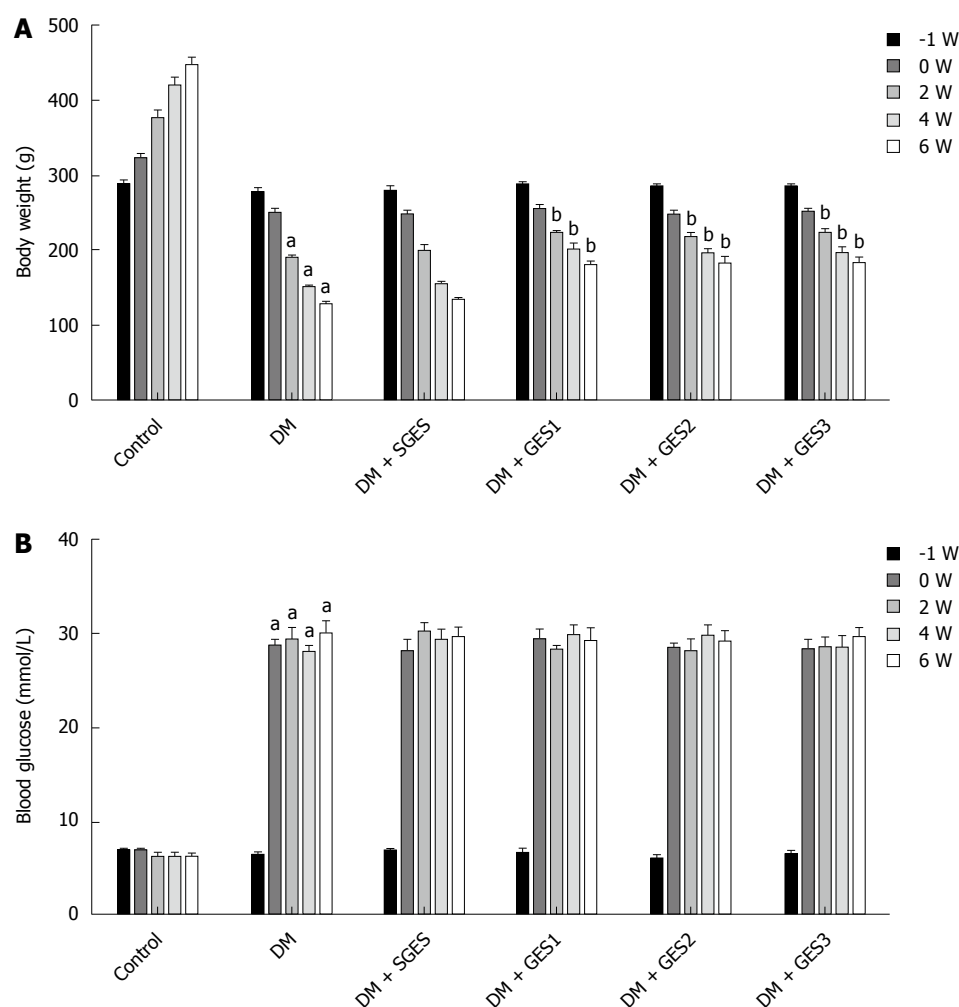 A
500
400
300
200
100
0
Body weight (g)
a
a
a
b
b
b
b
b
b
b
b
b
-1 W
0 W
2 W
4 W
6 W
Control
DM
DM + SGES
DM + GES1
DM + GES2
DM + GES3
B
40
30
20
10
0
Blood glucose (mmol/L)
a
a
a
a
-1 W
0 W
2 W
4 W
6 W
Control
DM
DM + SGES
DM + GES1
DM + GES2
DM + GES3